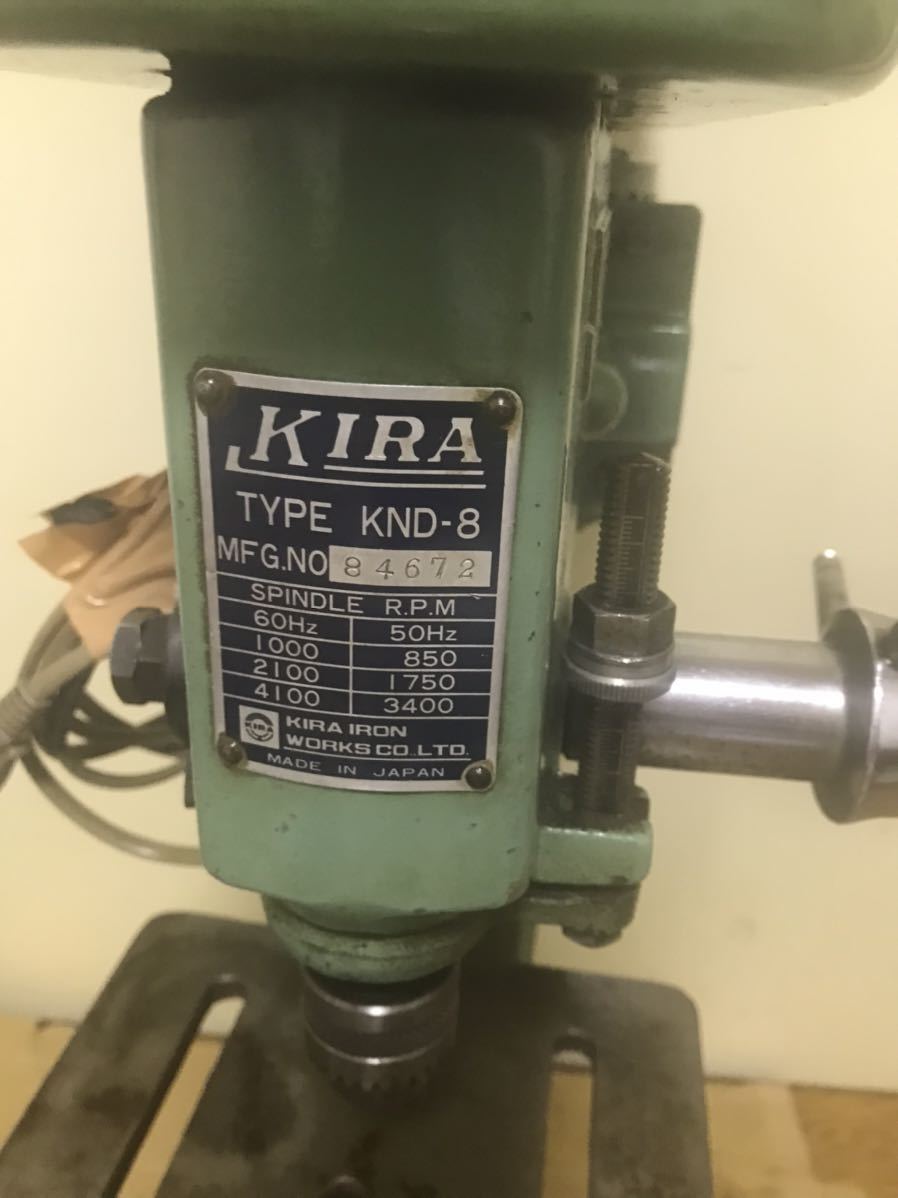 KIRA
TYPE KND-8
MFG.NO 84672
SPINDLE R.P.M
60Hz 50Hz
1000 850
2100 1750
4100 3400
KIRA KIRA IRON
WORKS CO.,LTD.
MADE IN JAPAN